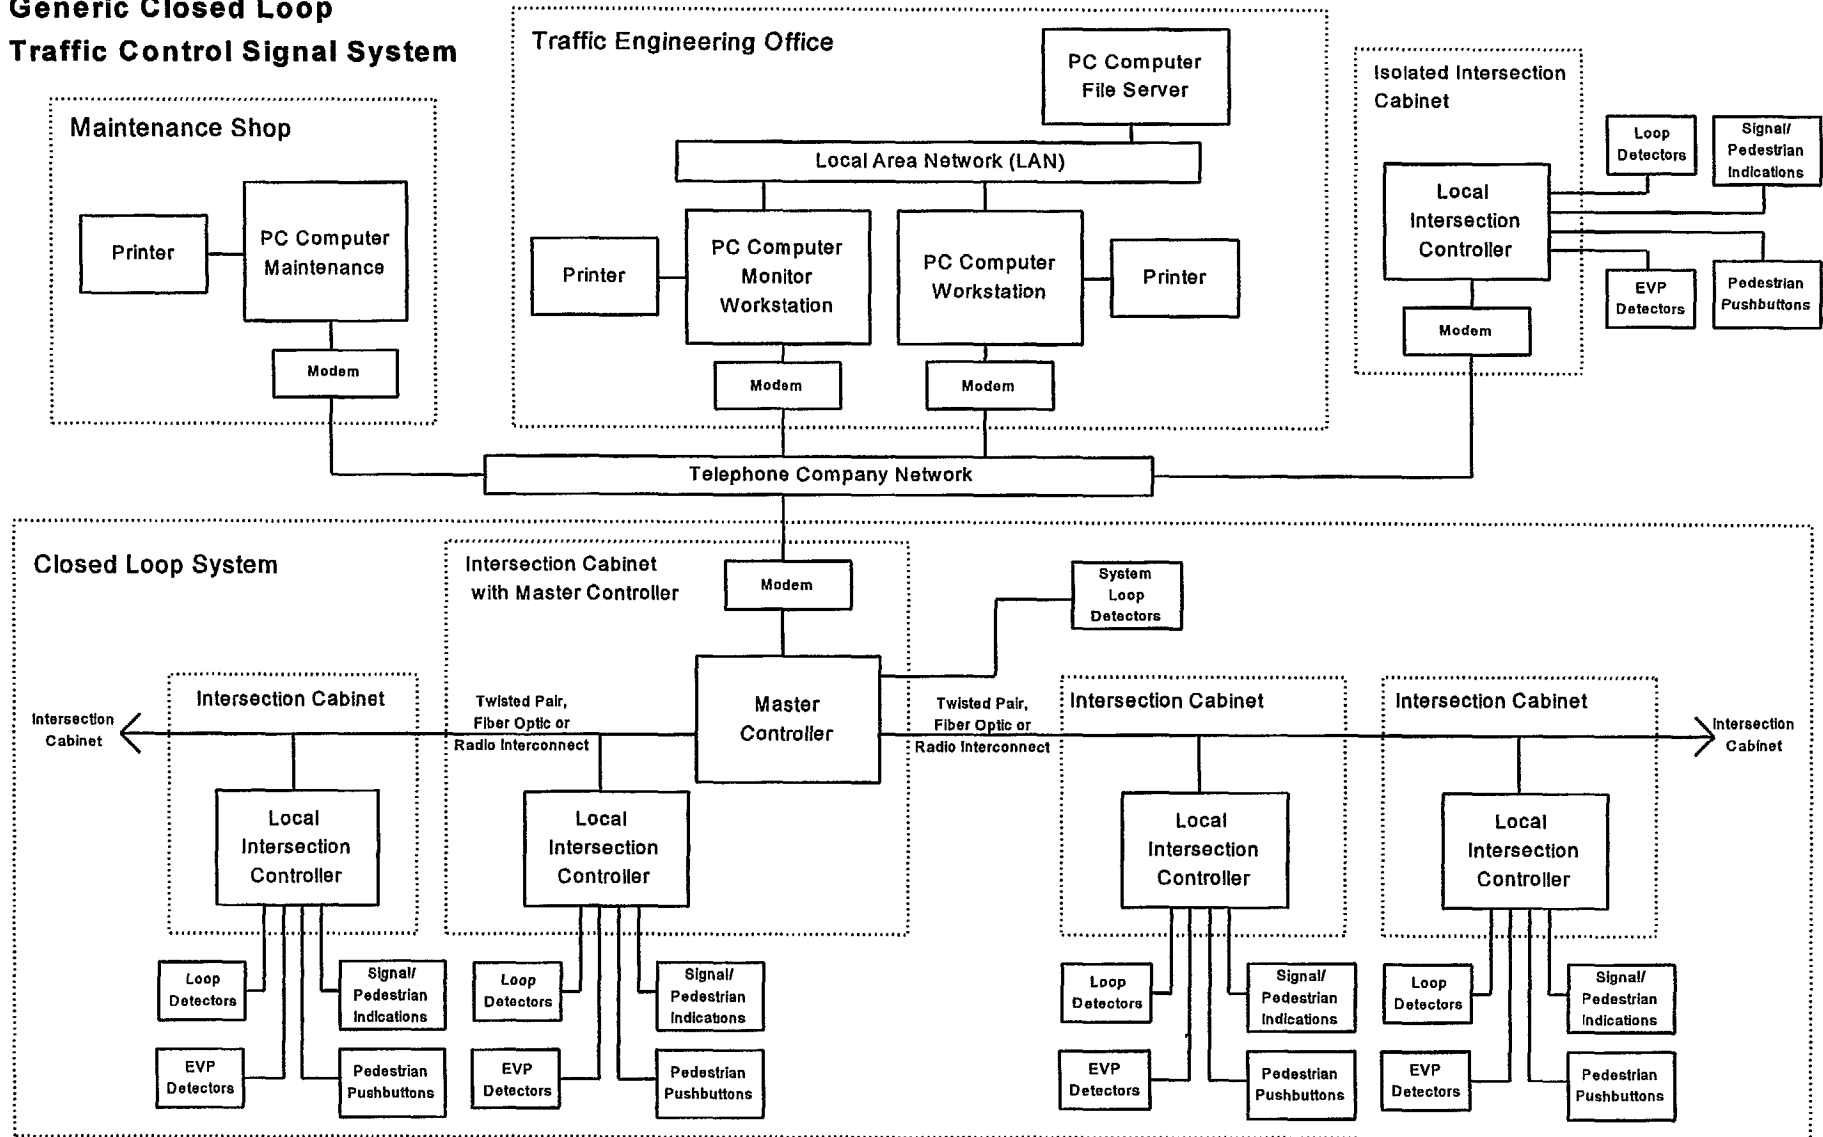 Generic Closed Loop
Traffic Control Signal System
Maintenance Shop
Printer
PC Computer
Maintenance
Modem
Traffic Engineering Office
PC Computer
File Server
Local Area Network (LAN)
Printer
PC Computer
Monitor
Workstation
PC Computer
Workstation
Printer
Modem
Modem
Isolated Intersection
Cabinet
Local
Intersection
Controller
Modem
Loop
Detectors
Signal/
Pedestrian
Indications
EVP
Detectors
Pedestrian
Pushbuttons
Telephone Company Network
Closed Loop System
Intersection Cabinet
with Master Controller
Modem
System
Loop
Detectors
Master
Controller
Intersection
Cabinet
Intersection Cabinet
Twisted Pair,
Fiber Optic or
Radio Interconnect
Twisted Pair,
Fiber Optic or
Radio Interconnect
Intersection Cabinet
Intersection Cabinet
Intersection
Cabinet
Local
Intersection
Controller
Local
Intersection
Controller
Local
Intersection
Controller
Local
Intersection
Controller
Loop
Detectors
Signal/
Pedestrian
Indications
EVP
Detectors
Pedestrian
Pushbuttons
Loop
Detectors
Signal/
Pedestrian
Indications
EVP
Detectors
Pedestrian
Pushbuttons
Loop
Detectors
Signal/
Pedestrian
Indications
EVP
Detectors
Pedestrian
Pushbuttons
Loop
Detectors
Signal/
Pedestrian
Indications
EVP
Detectors
Pedestrian
Pushbuttons